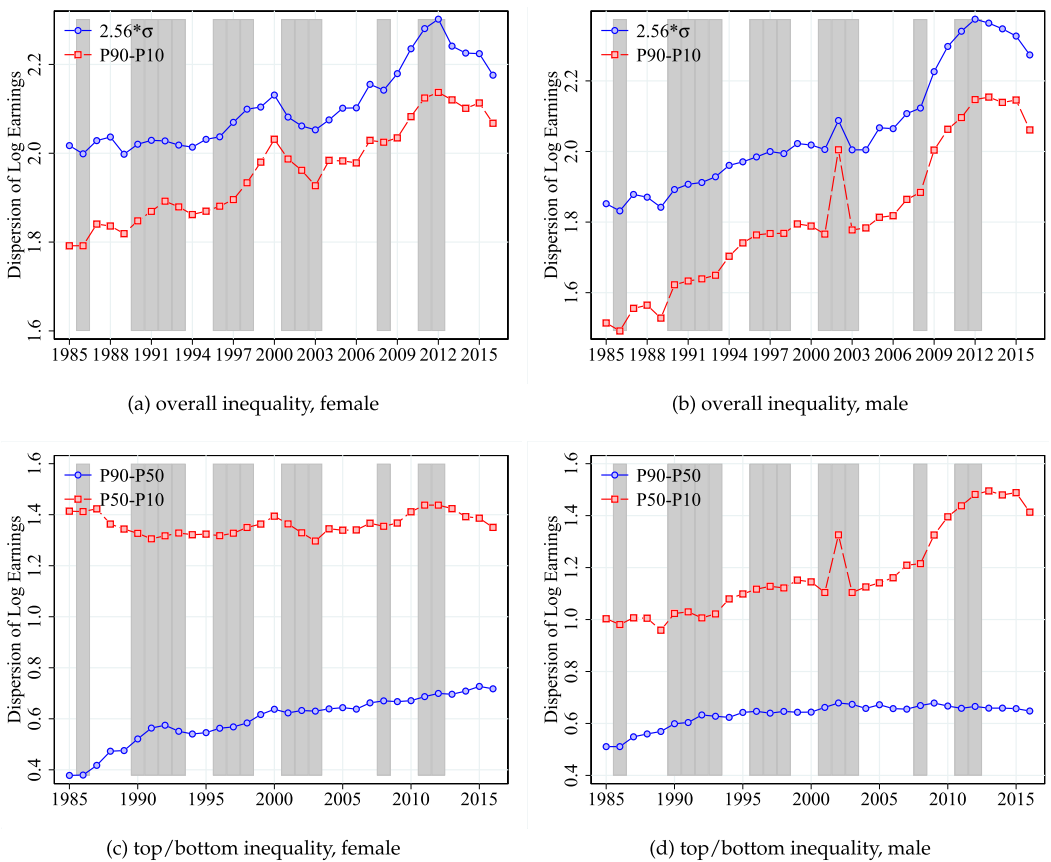 2.56*σ
P90-P10
Dispersion of Log Earnings
2.2
2.0
1.8
1.6
1985 1988 1991 1994 1997 2000 2003 2006 2009 2012 2015
(a) overall inequality, female
2.56*σ
P90-P10
Dispersion of Log Earnings
2.2
2.0
1.8
1.6
1985 1988 1991 1994 1997 2000 2003 2006 2009 2012 2015
(b) overall inequality, male
P90-P50
P50-P10
Dispersion of Log Earnings
1.6
1.4
1.2
1.0
0.8
0.6
0.4
1985 1990 1995 2000 2005 2010 2015
(c) top/bottom inequality, female
P90-P50
P50-P10
Dispersion of Log Earnings
1.6
1.4
1.2
1.0
0.8
0.6
0.4
1985 1990 1995 2000 2005 2010 2015
(d) top/bottom inequality, male